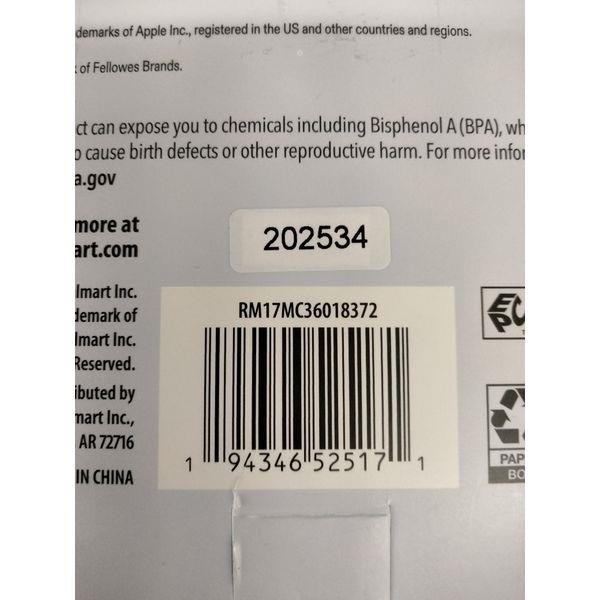 demarks of Apple Inc., registered in the US and other countries and regions.
of Fellowes Brands.
ct can expose you to chemicals including Bisphenol A (BPA), wh
o cause birth defects or other reproductive harm. For more infor
a.gov
more at
art.com
202534
lmart Inc.
demark of
lmart Inc.
Reserved.
ibuted by
mart Inc.,
AR 72716
IN CHINA
RM17MC36018372
1 94346 52517 1
EPC
PAP
BO